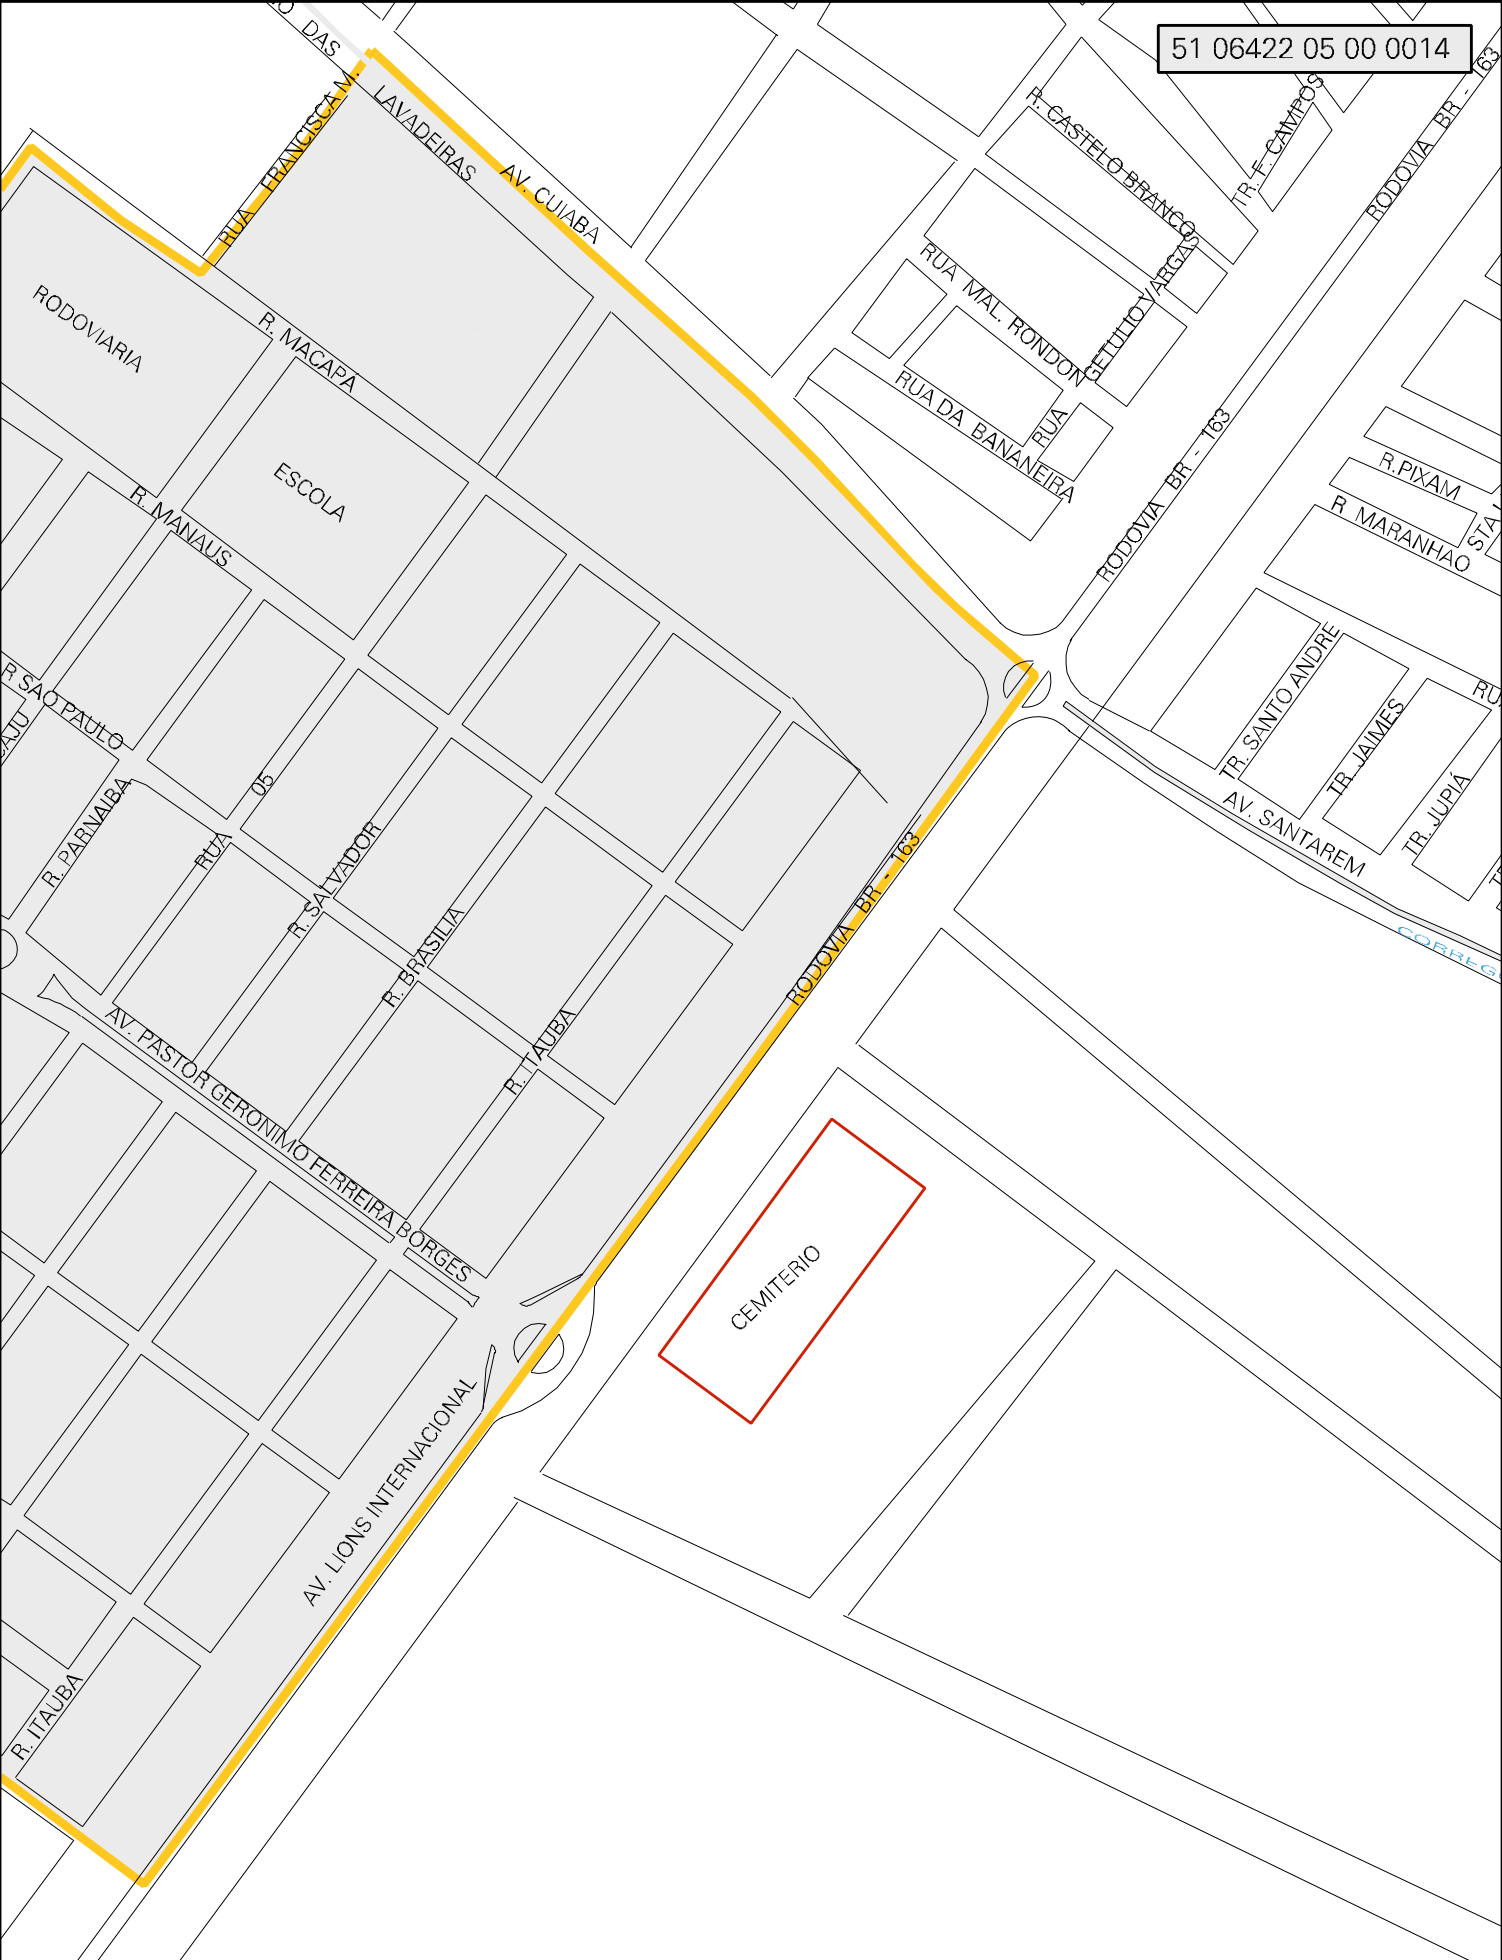 51 06422 05 00 0014
DAS
LAVADEIRAS
RUA FRANCISCA M.
AV. CUIABA
R. CASTELO BRANCO
TR. F. CAMPOS
RODOVIA BR - 163
RUA MAL. RONDON
RUA GETULIO VARGAS
RUA DA BANANEIRA
RODOVIA BR - 163
R.PIXAM
R MARANHAO
RODOVIARIA
R. MACAPA
ESCOLA
R. MANAUS
R SAO PAULO
R. PARNAIBA
RUA 05
R. SALVADOR
R. BRASILIA
R. ITAUBA
RODOVIA BR - 163
TR. SANTO ANDRE
TR. JAIMES
TR. JUPIÁ
AV. SANTAREM
AV. PASTOR GERONIMO FERREIRA BORGES
CEMITERIO
AV. LIONS INTERNACIONAL
R. ITAUBA